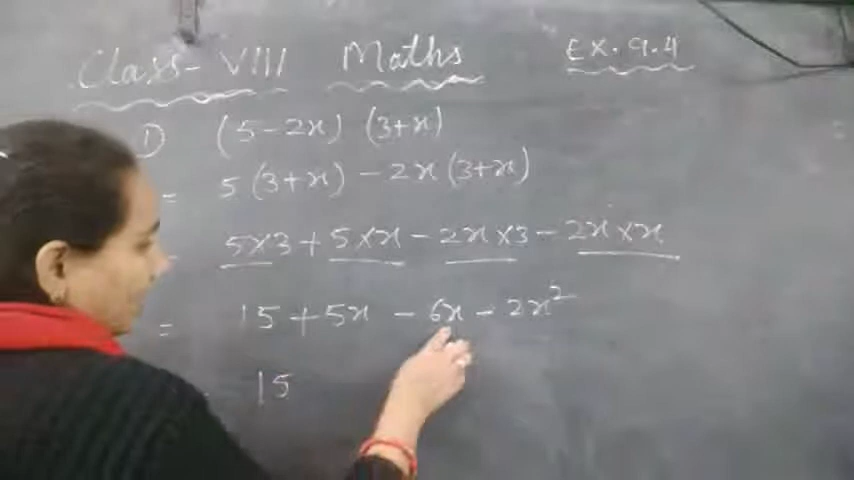 Class- VIII Maths Ex. 9.4
1) (5-2x) (3+x)
= 5(3+x) -2x(3+x)
= 5×3+5×x-2x×3-2x×x
= 15+5x-6x-2x²
15